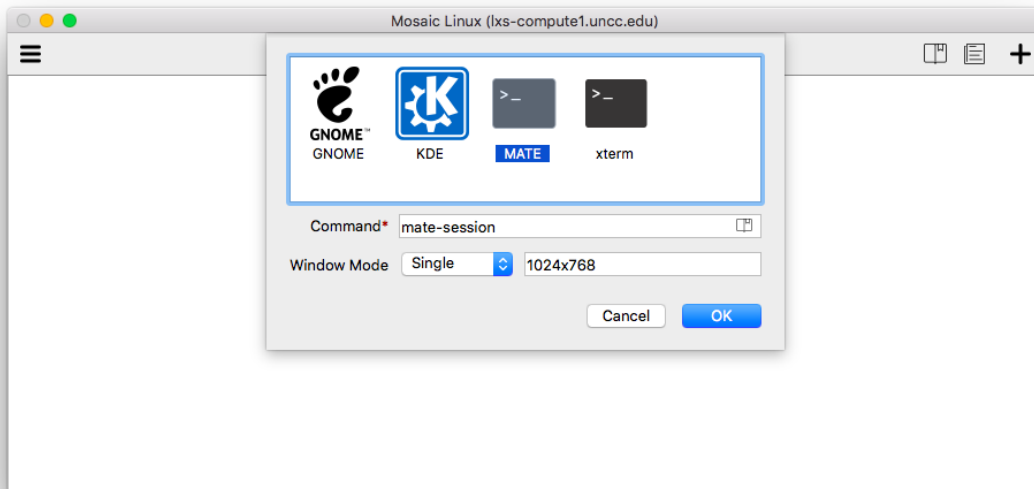 Mosaic Linux (lxs-compute1.uncc.edu)
GNOME™
>_
>_
GNOME
KDE
MATE
xterm
Command*
mate-session
Window Mode
Single
1024x768
Cancel
OK